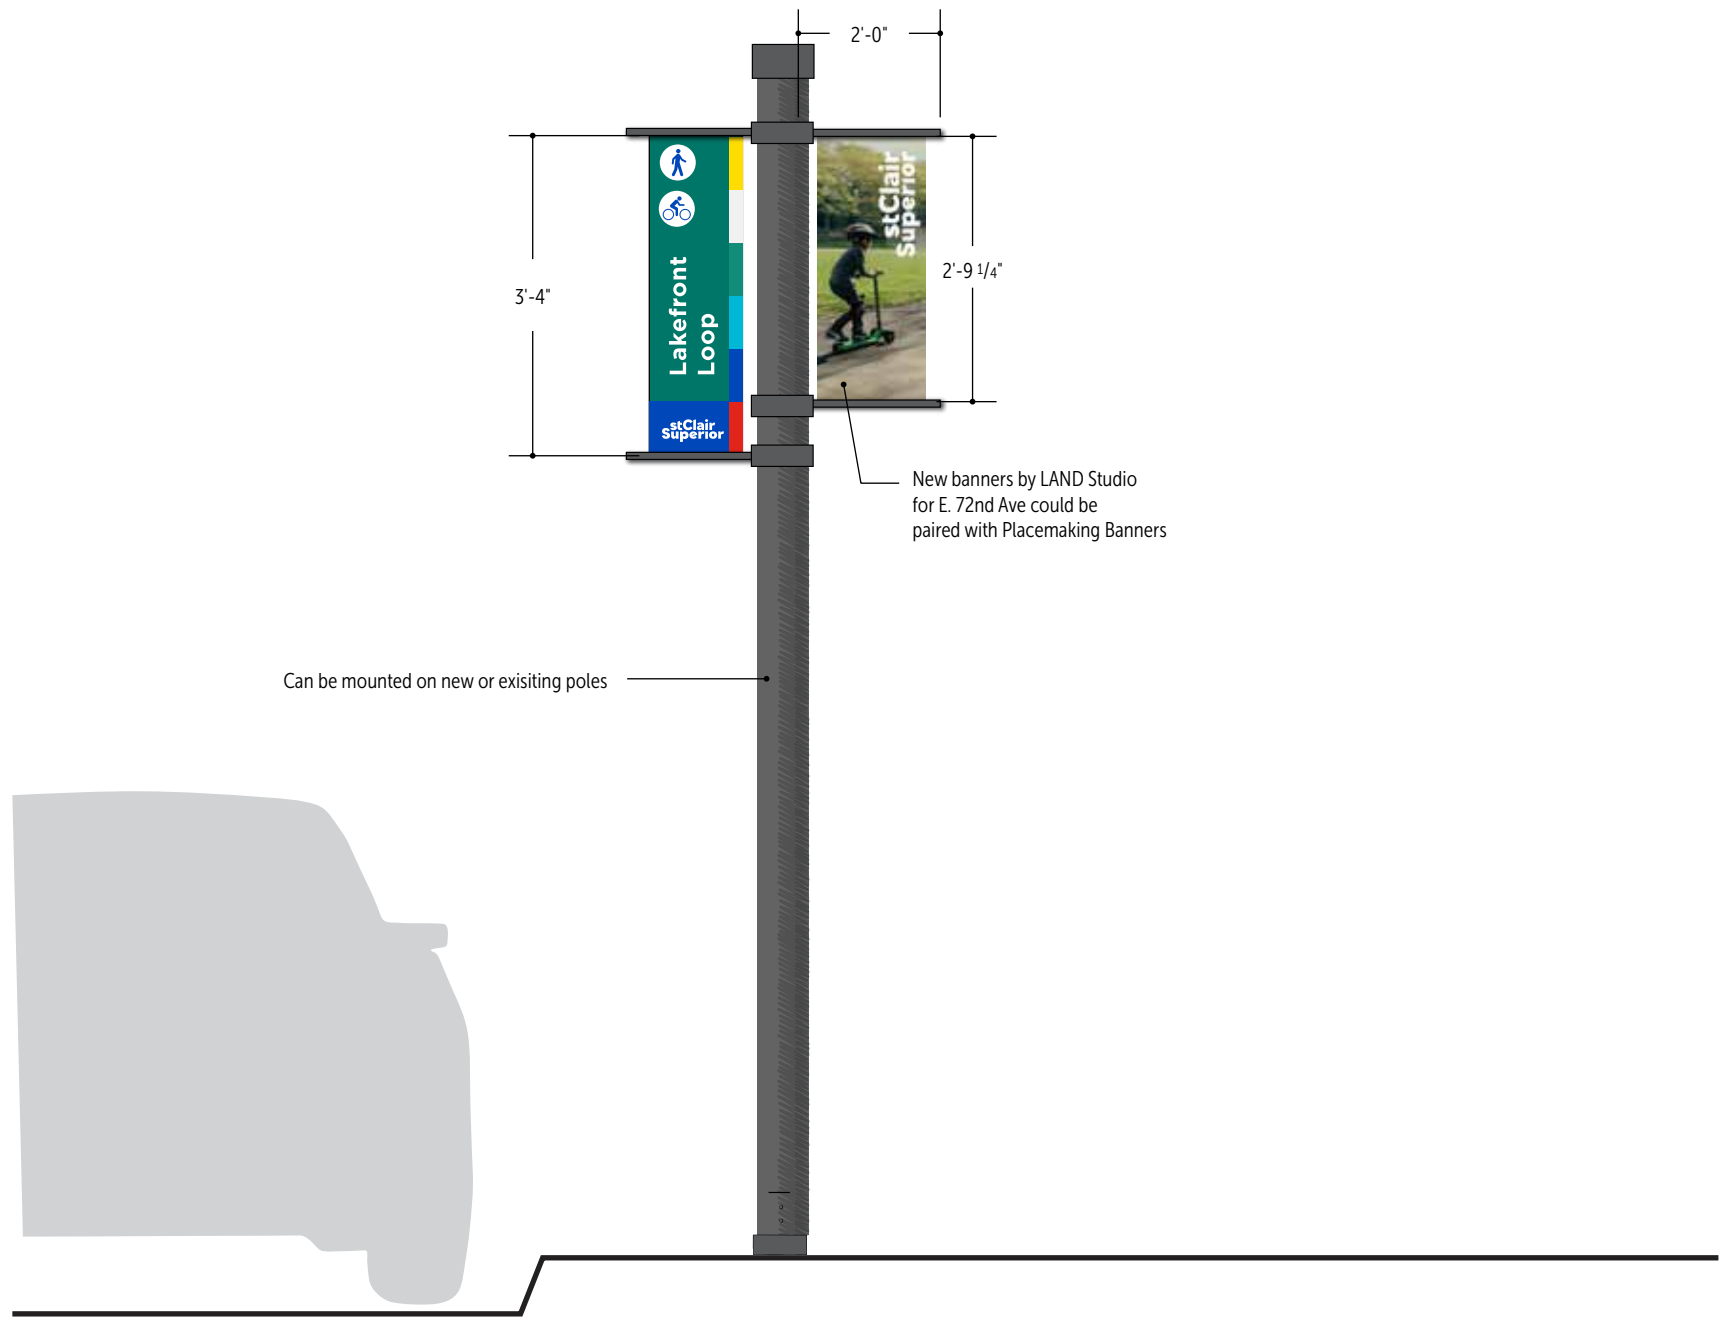 2'-0"
3'-4"
2'-9 1/4"
Lakefront
Loop
stClair
Superior
stClair
Superior
New banners by LAND Studio
for E. 72nd Ave could be
paired with Placemaking Banners
Can be mounted on new or exisiting poles